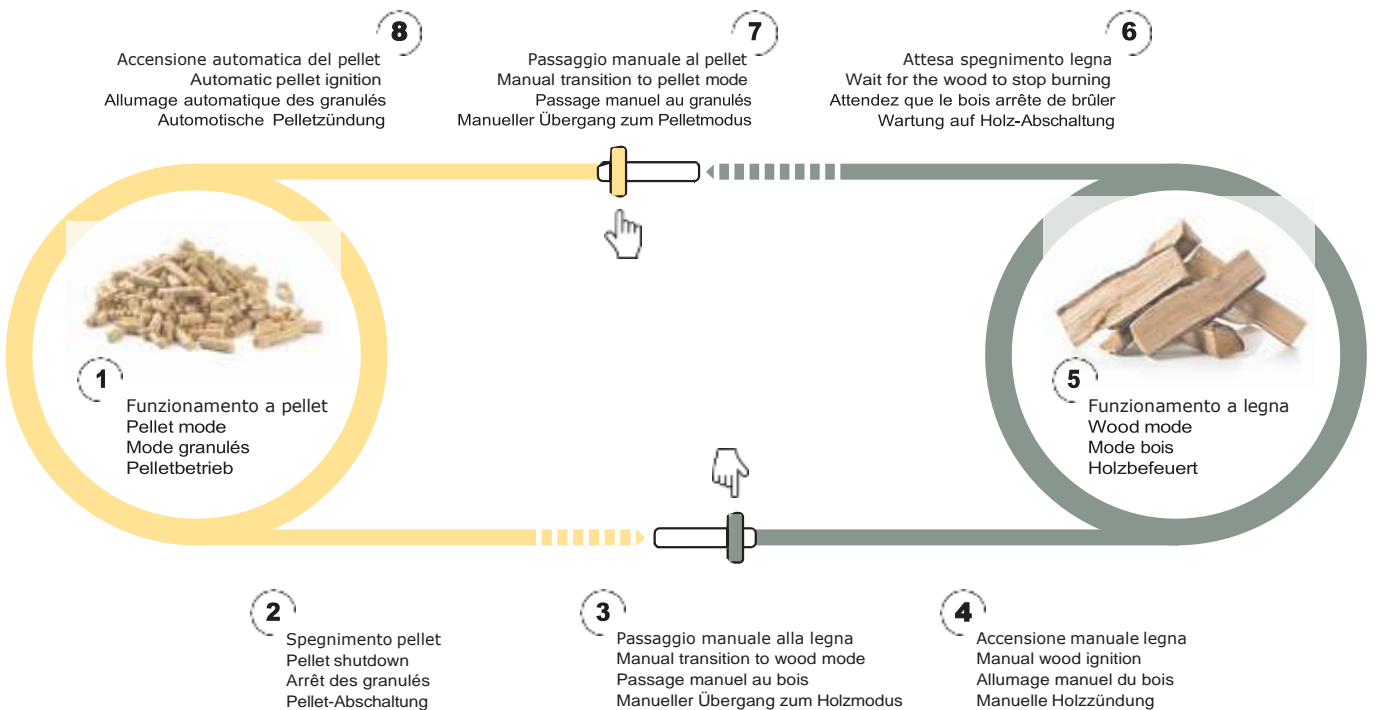 8
Accensione automatica del pellet
Automatic pellet ignition
Allumage automatique des granulés
Automotische Pelletzündung
7
Passaggio manuale al pellet
Manual transition to pellet mode
Passage manuel au granulés
Manueller Übergang zum Pelletmodus
6
Attesa spegnimento legna
Wait for the wood to stop burning
Attendez que le bois arrête de brûler
Wartung auf Holz-Abschaltung
1
Funzionamento a pellet
Pellet mode
Mode granulés
Pelletbetrieb
5
Funzionamento a legna
Wood mode
Mode bois
Holzbefeuert
2
Spegnimento pellet
Pellet shutdown
Arrêt des granulés
Pellet-Abschaltung
3
Passaggio manuale alla legna
Manual transition to wood mode
Passage manuel au bois
Manueller Übergang zum Holzmodus
4
Accensione manuale legna
Manual wood ignition
Allumage manuel du bois
Manuelle Holzzündung